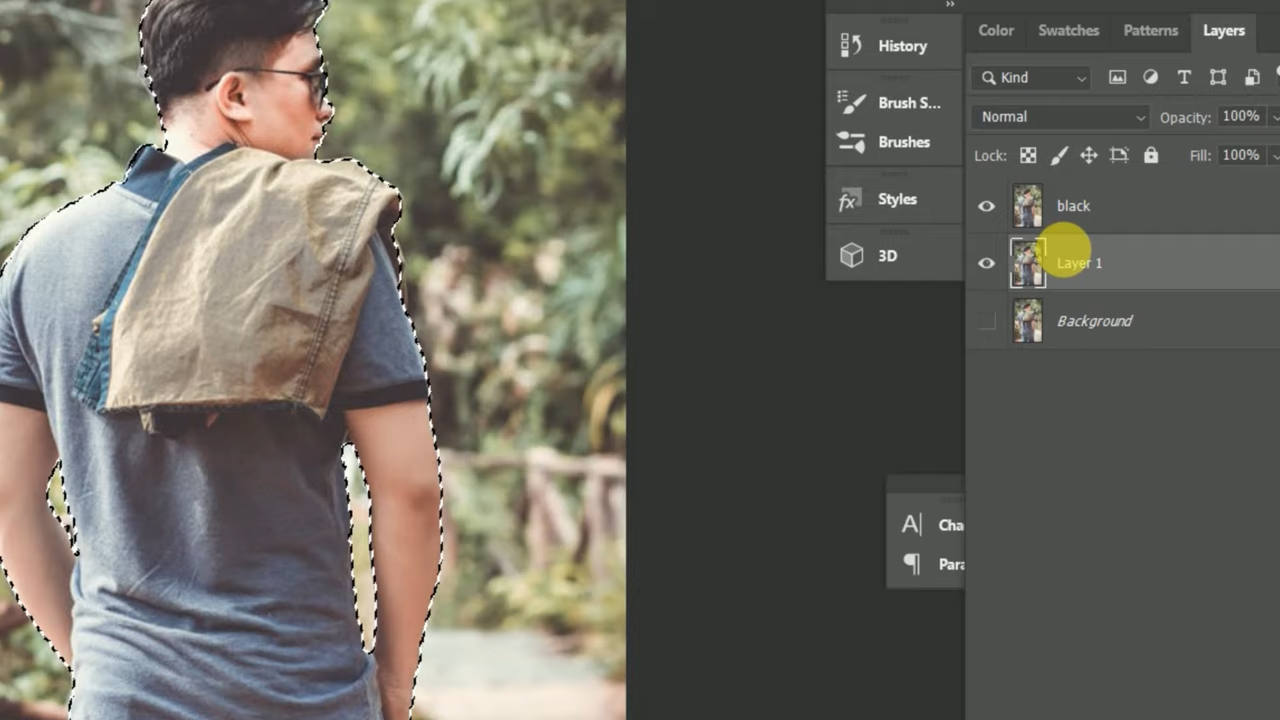 History
Brush S...
Brushes
Styles
3D
Cha
Para
Color
Swatches
Patterns
Layers
Kind
Normal
Opacity: 100%
Lock:
Fill: 100%
black
Layer 1
Background